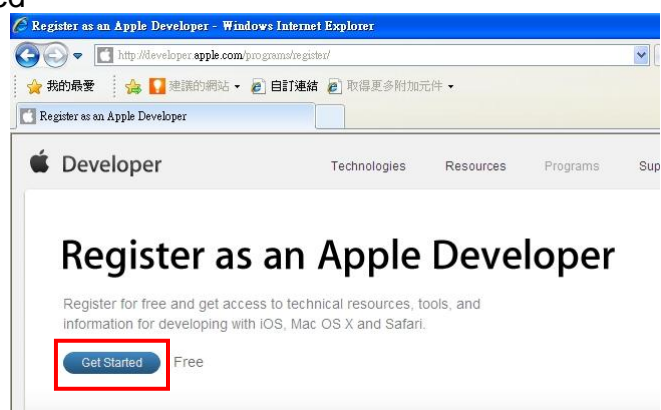 Register as an Apple Developer - Windows Internet Explorer
http://developer.apple.com/programs/register/
我的最愛 建議的網站 自訂連結 取得更多附加元件
Register as an Apple Developer
Developer Technologies Resources Programs Sup
Register as an Apple Developer
Register for free and get access to technical resources, tools, and
information for developing with iOS, Mac OS X and Safari.
Get Started Free